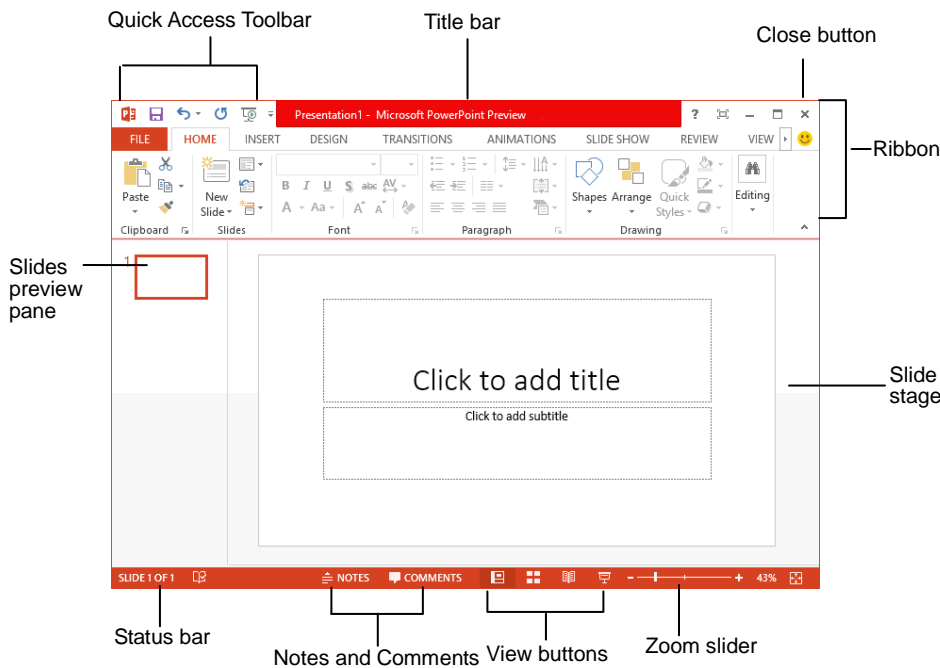 Quick Access Toolbar
Title bar
Close button
Presentation1 - Microsoft PowerPoint Preview
?
FILE HOME INSERT DESIGN TRANSITIONS ANIMATIONS SLIDE SHOW REVIEW VIEW
Ribbon
Paste
New
Slide
B I U S abc AV
A Aa A A
Shapes Arrange Quick
Styles
Editing
Clipboard Slides Font Paragraph Drawing
Slides
preview
pane
1
Click to add title
Click to add subtitle
Slide
stage
SLIDE 1 OF 1 NOTES COMMENTS - + 43%
Status bar
Notes and Comments
View buttons
Zoom slider